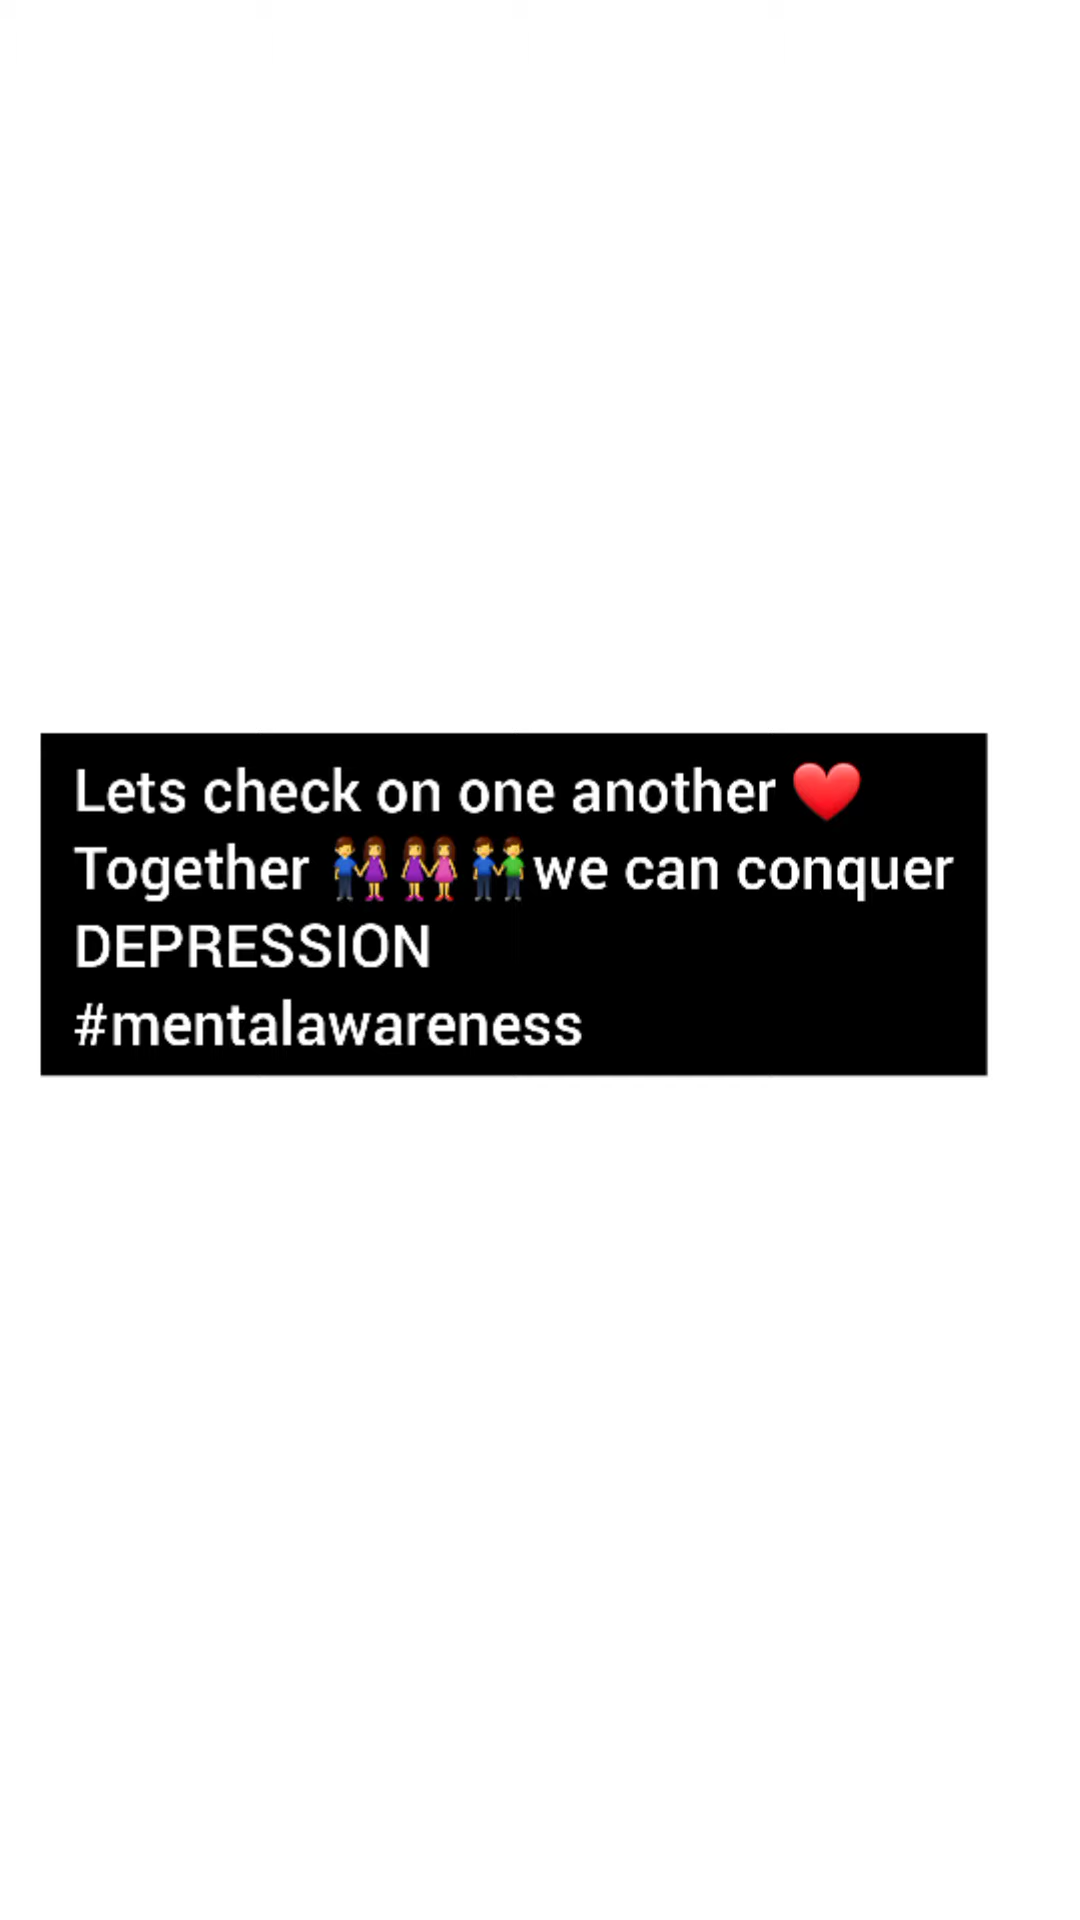 Lets check on one another ❤️
Together 👫👭👬we can conquer
DEPRESSION
#mentalawareness